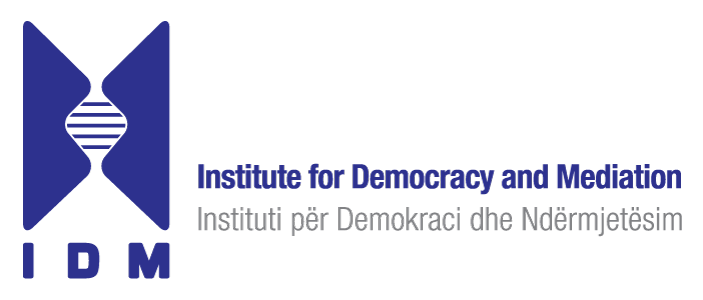 Institute for Democracy and Mediation
Instituti për Demokraci dhe Ndërmjetësim
IDM